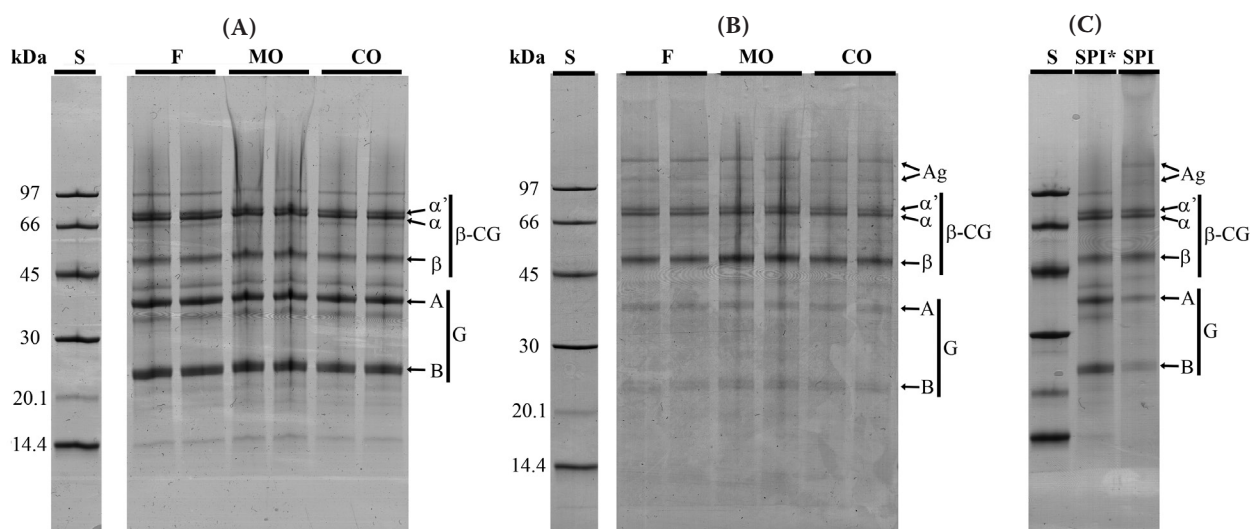 (A)
kDa S F MO CO
97
66
45
30
20.1
14.4
α'
α
β
β-CG
A
B
G
(B)
kDa S F MO CO
97
66
45
30
20.1
14.4
Ag
α'
α
β
β-CG
A
B
G
(C)
S SPI* SPI
Ag
α'
α
β
β-CG
A
B
G